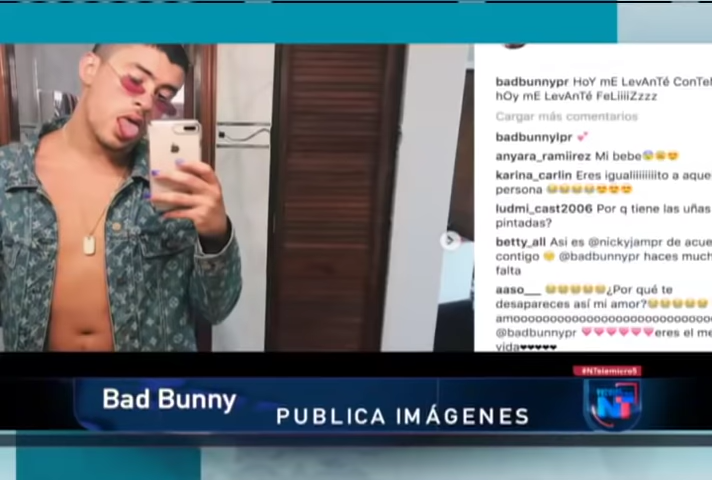 badbunnypr HoY mE LevAnTé ConTe
hOy mE LevANTÉ FeLiiiiZzzz
Cargar más comentarios
badbunnylpr 💕
anyara_ramiirez Mi bebe
karina_carlin Eres igualiiiiiiiito a aque
persona 😂😂😂😂😍😍😍
ludmi_cast2006 Por q tiene las uñas
pintadas?
betty_all Asi es @nickyjampr de acue
contigo @badbunnypr haces much
falta
aaso___ 😭😭😭😭😭¿Por qué te
desapareces así mi amor?😭😭😭😭😭
@badbunnypr 💗💗💗💗💗💗eres el me
vida❤❤❤❤❤
#NTelemicro5
Bad Bunny
PUBLICA IMÁGENES
NT